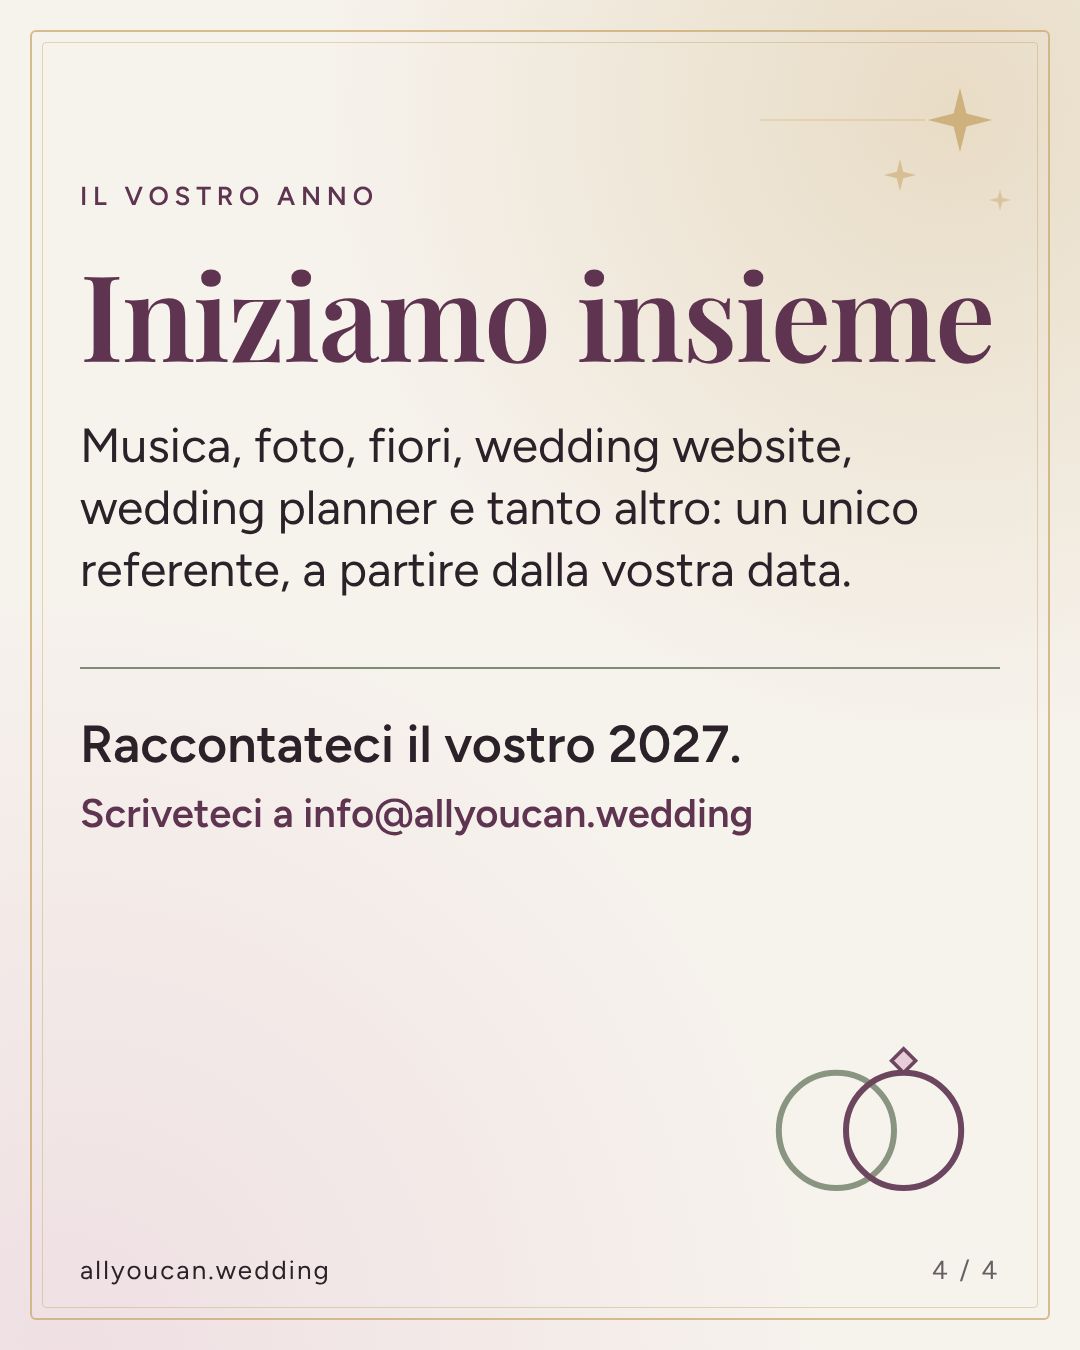 IL VOSTRO ANNO
Iniziamo insieme
Musica, foto, fiori, wedding website,
wedding planner e tanto altro: un unico
referente, a partire dalla vostra data.
Raccontateci il vostro 2027.
Scriveteci a info@allyoucan.wedding
allyoucan.wedding
4 / 4